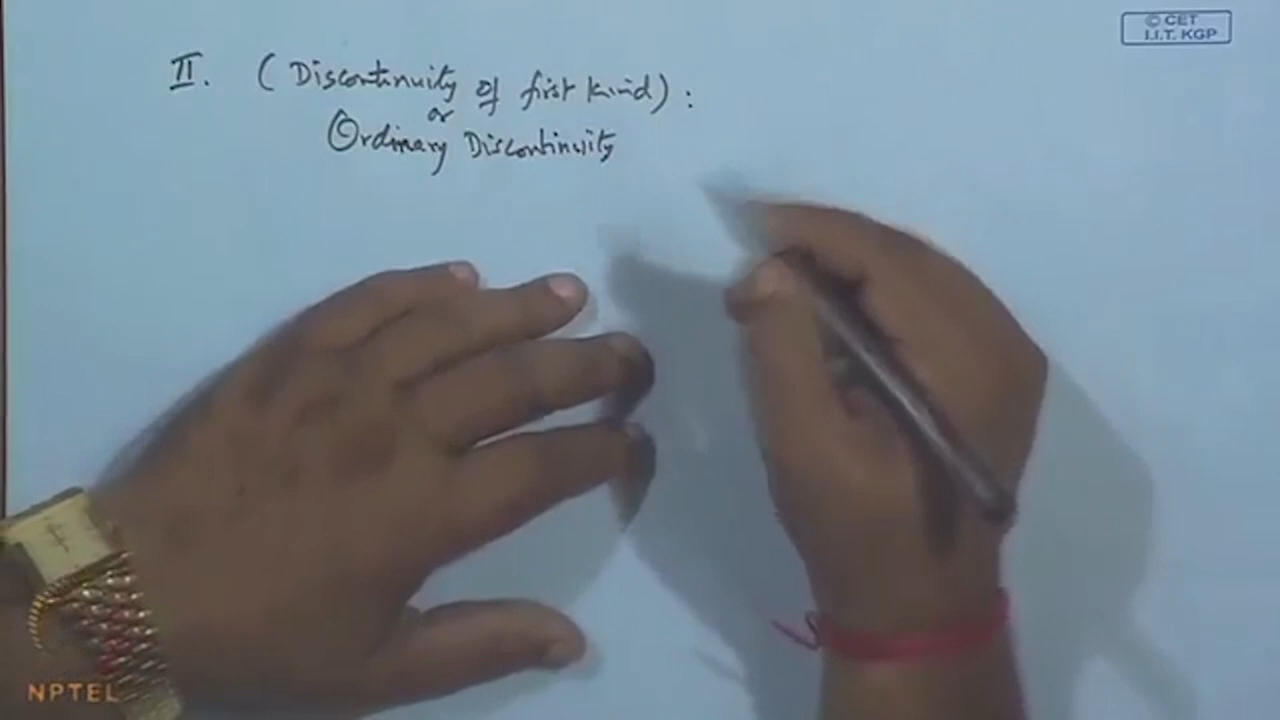 © CET
I.I.T. KGP
II. (Discontinuity of first kind) :
or
Ordinary Discontinuity
NPTEL